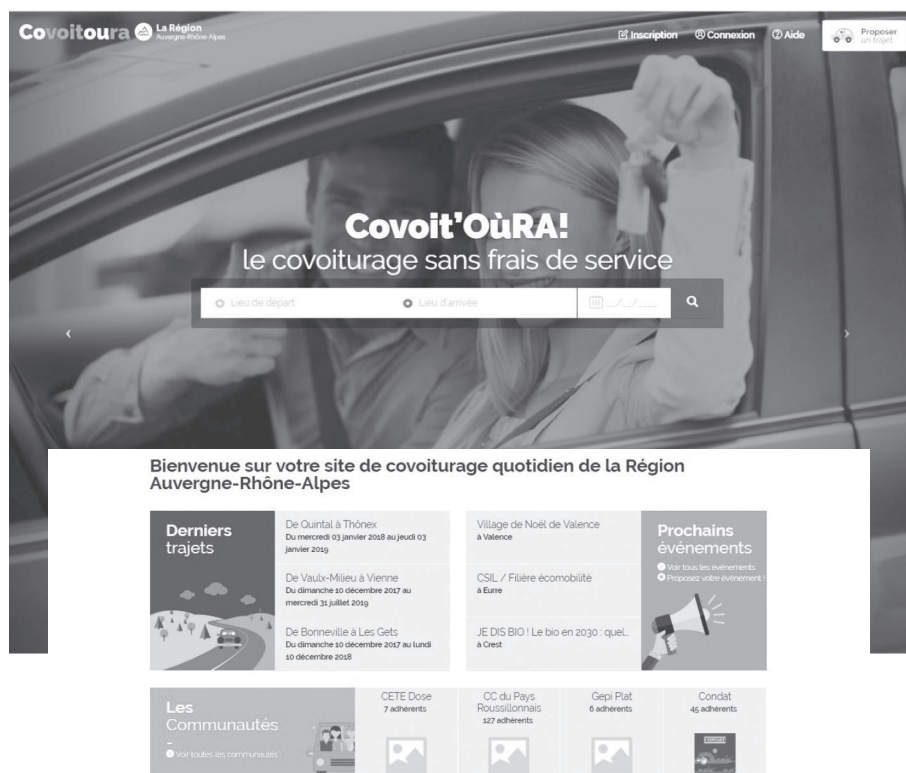 Covoitoura La Région
Auvergne-Rhône-Alpes
Inscription Connexion Aide Proposer
un trajet
Covoit'OùRA!
le covoiturage sans frais de service
Lieu de départ Lieu d'arrivée __/__/____
Bienvenue sur votre site de covoiturage quotidien de la Région
Auvergne-Rhône-Alpes
Derniers
trajets
De Quintal à Thônex
Du mercredi 03 janvier 2018 au jeudi 03
janvier 2019
De Vaulx-Milieu à Vienne
Du dimanche 10 décembre 2017 au
mercredi 31 juillet 2019
De Bonneville à Les Gets
Du dimanche 10 décembre 2017 au lundi
10 décembre 2018
Village de Noël de Valence
à Valence
CSIL / Filière écomobilité
à Eurre
JE DIS BIO ! Le bio en 2030 : quel...
à Crest
Prochains
événements
Voir tous les événements
Proposez votre événement !
Les
Communautés
–
Voir toutes les communautés
CETE Dose
7 adhérents
CC du Pays
Roussillonnais
127 adhérents
Gepi Plat
6 adhérents
Condat
45 adhérents
CONDAT